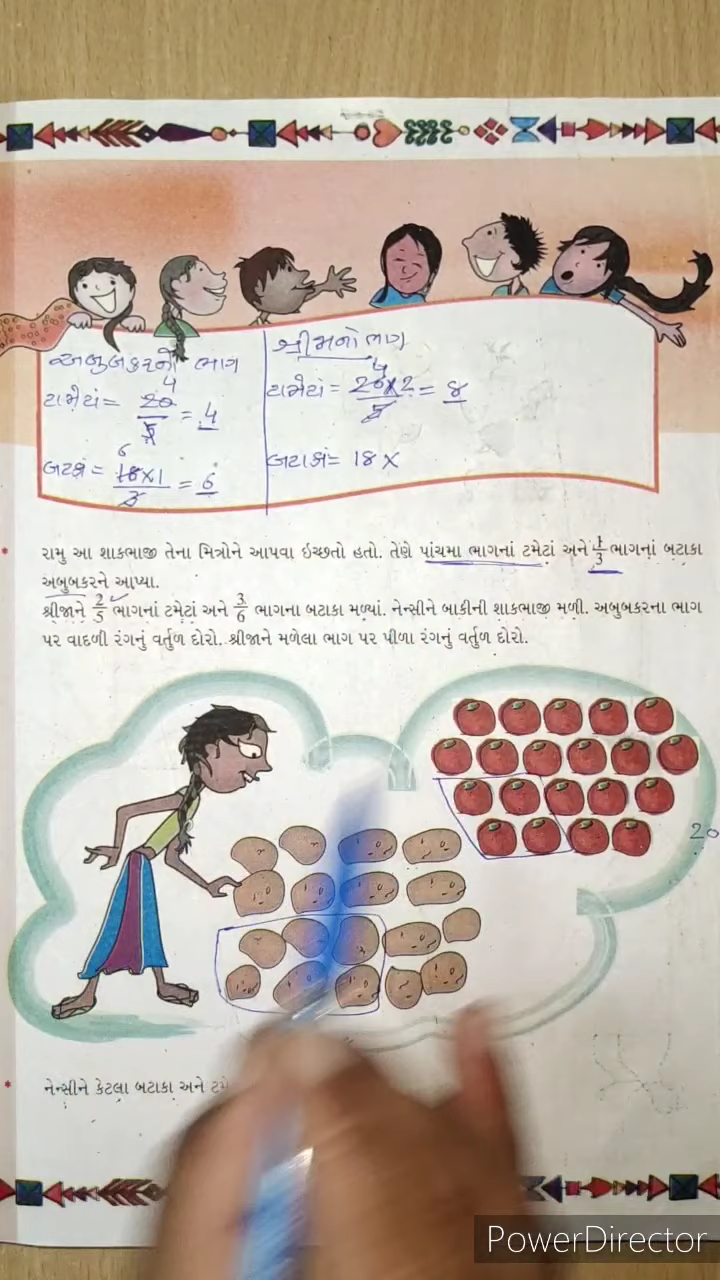 અબુબકરનો ભાગ
4
ટામેટાં = 20/5 = 4
6
બટાકાં = 18×1/3 = 6
શ્રીજાનો ભાગ
4
ટામેટાં = 20×2/5 = 8
બટાકાં = 18×
રામુ આ શાકભાજી તેના મિત્રોને આપવા ઇચ્છતો હતો. તેણે પાંચમા ભાગનાં ટમેટાં અને 1/3 ભાગનાં બટાકા
અબુબકરને આપ્યા.
શ્રીજાને 2/5 ભાગનાં ટમેટાં અને 3/6 ભાગના બટાકા મળ્યાં. નેન્સીને બાકીની શાકભાજી મળી. અબુબકરના ભાગ
પર વાદળી રંગનું વર્તુળ દોરો. શ્રીજાને મળેલા ભાગ પર પીળા રંગનું વર્તુળ દોરો.
20
નેન્સીને કેટલા બટાકા અને
PowerDirector